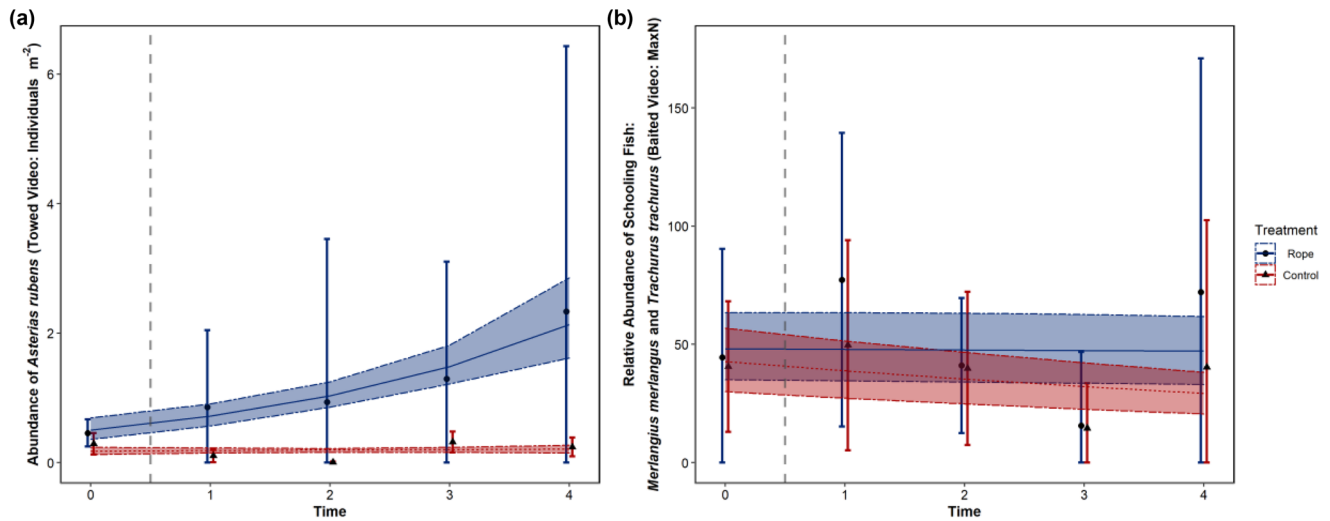 (a)
Abundance of Asterias rubens (Towed Video: Individuals m⁻²)
6
4
2
0
0 1 2 3 4
Time
(b)
Relative Abundance of Schooling Fish:
Merlangius merlangus and Trachurus trachurus (Baited Video: MaxN)
150
100
50
0
0 1 2 3 4
Time
Treatment
Rope
Control